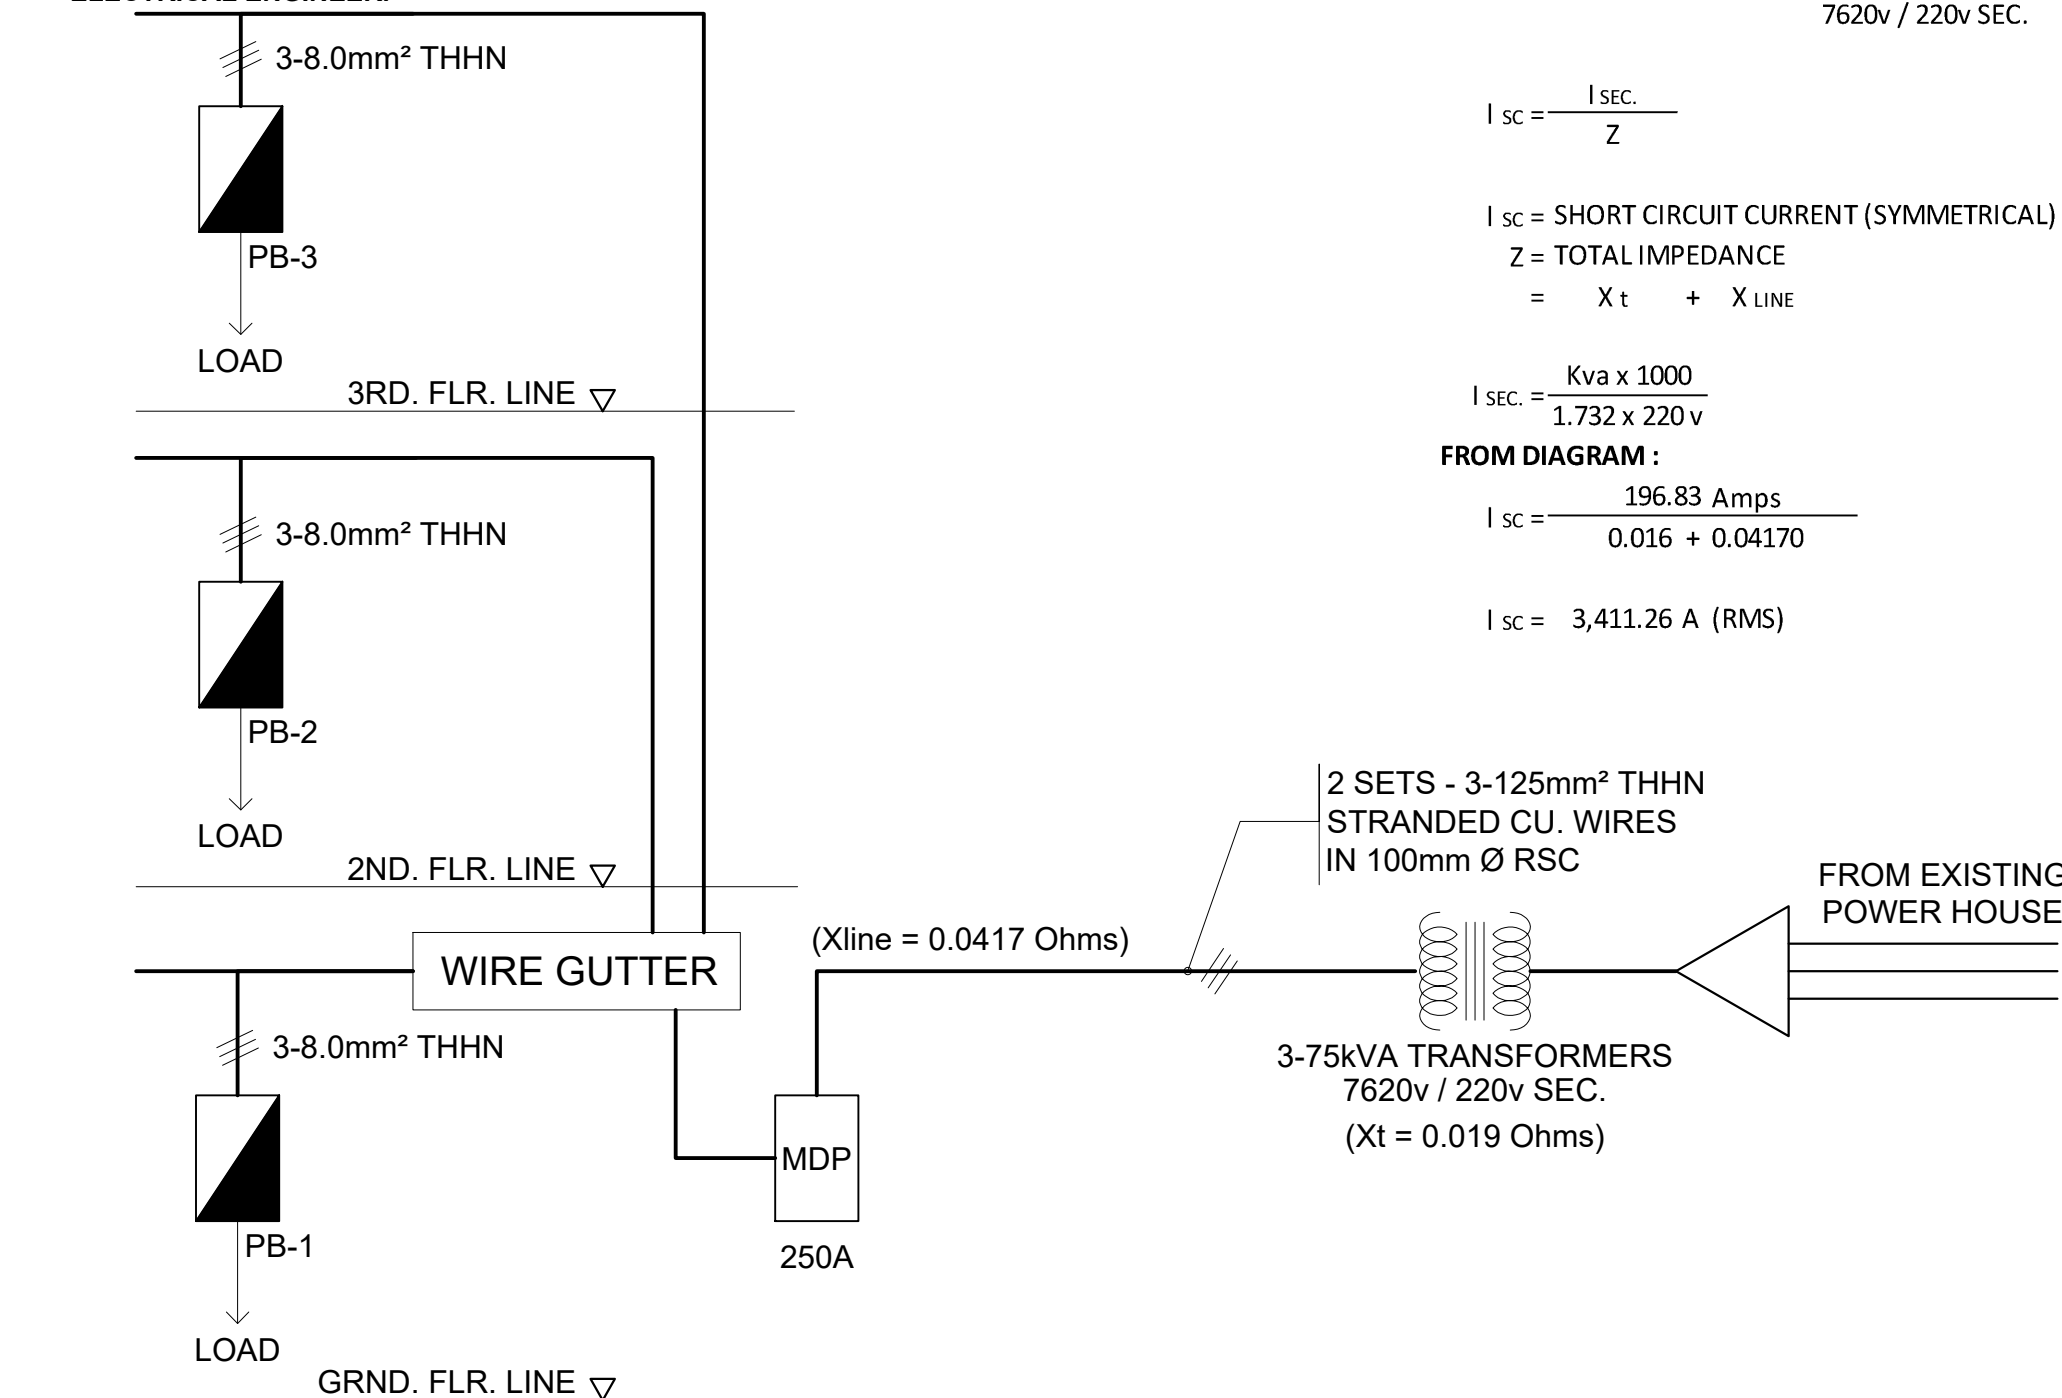 7620v / 220v SEC.
3-8.0mm² THHN
PB-3
LOAD
3RD. FLR. LINE
3-8.0mm² THHN
PB-2
LOAD
2ND. FLR. LINE
WIRE GUTTER
3-8.0mm² THHN
PB-1
LOAD
GRND. FLR. LINE
MDP
250A
(Xline = 0.0417 Ohms)
2 SETS - 3-125mm² THHN
STRANDED CU. WIRES
IN 100mm Ø RSC
3-75kVA TRANSFORMERS
7620v / 220v SEC.
(Xt = 0.019 Ohms)
FROM EXISTING
POWER HOUSE
I SC = I SEC.
Z
I SC = SHORT CIRCUIT CURRENT (SYMMETRICAL)
Z = TOTAL IMPEDANCE
= X t + X LINE
I SEC. = Kva x 1000
1.732 x 220 v
FROM DIAGRAM :
I SC = 196.83 Amps
0.016 + 0.04170
I SC = 3,411.26 A (RMS)